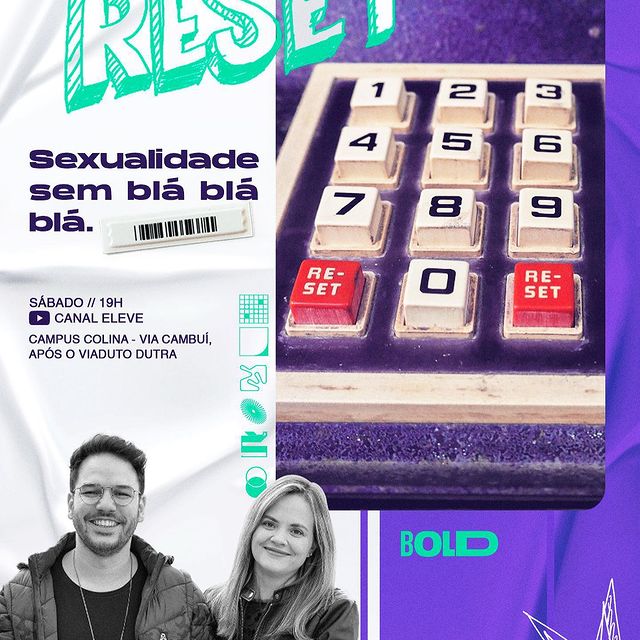 RESET
Sexualidade
sem blá blá
blá.
SÁBADO // 19H
CANAL ELEVE
CAMPUS COLINA - VIA CAMBUÍ,
APÓS O VIADUTO DUTRA
1 2 3
4 5 6
7 8 9
RE-
SET
0
RE-
SET
BOLD